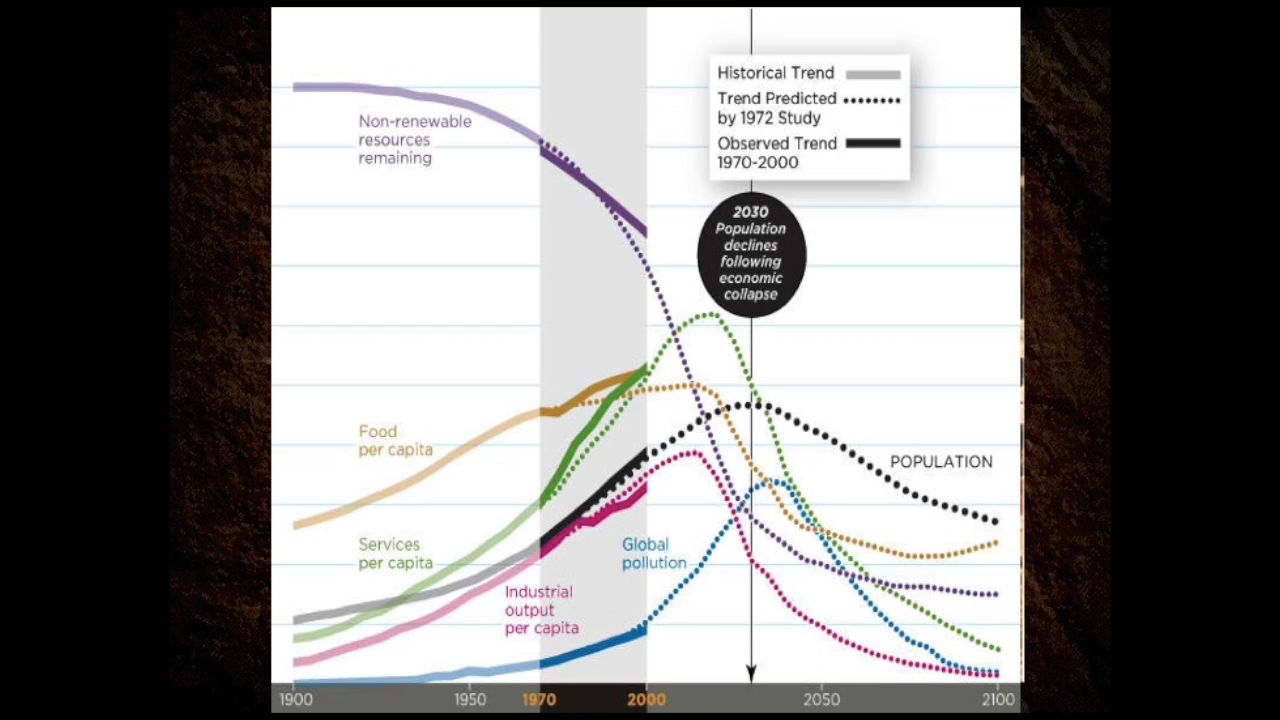 Historical Trend
Trend Predicted
by 1972 Study
Observed Trend
1970-2000
Non-renewable
resources
remaining
2030
Population
declines
following
economic
collapse
Food
per capita
POPULATION
Services
per capita
Global
pollution
Industrial
output
per capita
1900 1950 1970 2000 2050 2100